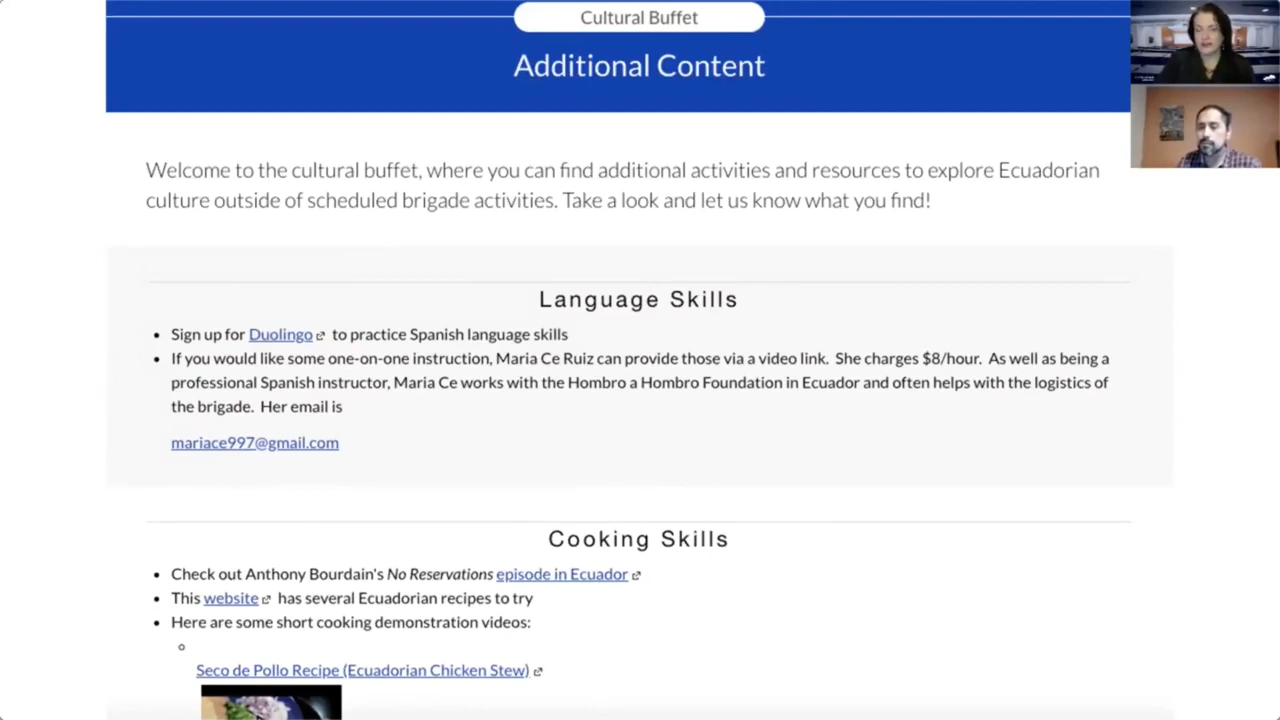 Cultural Buffet
Additional Content
Welcome to the cultural buffet, where you can find additional activities and resources to explore Ecuadorian
culture outside of scheduled brigade activities. Take a look and let us know what you find!
Language Skills
Sign up for Duolingo to practice Spanish language skills
If you would like some one-on-one instruction, Maria Ce Ruiz can provide those via a video link. She charges $8/hour. As well as being a
professional Spanish instructor, Maria Ce works with the Hombro a Hombro Foundation in Ecuador and often helps with the logistics of
the brigade. Her email is
mariace997@gmail.com
Cooking Skills
Check out Anthony Bourdain's No Reservations episode in Ecuador
This website has several Ecuadorian recipes to try
Here are some short cooking demonstration videos:
Seco de Pollo Recipe (Ecuadorian Chicken Stew)